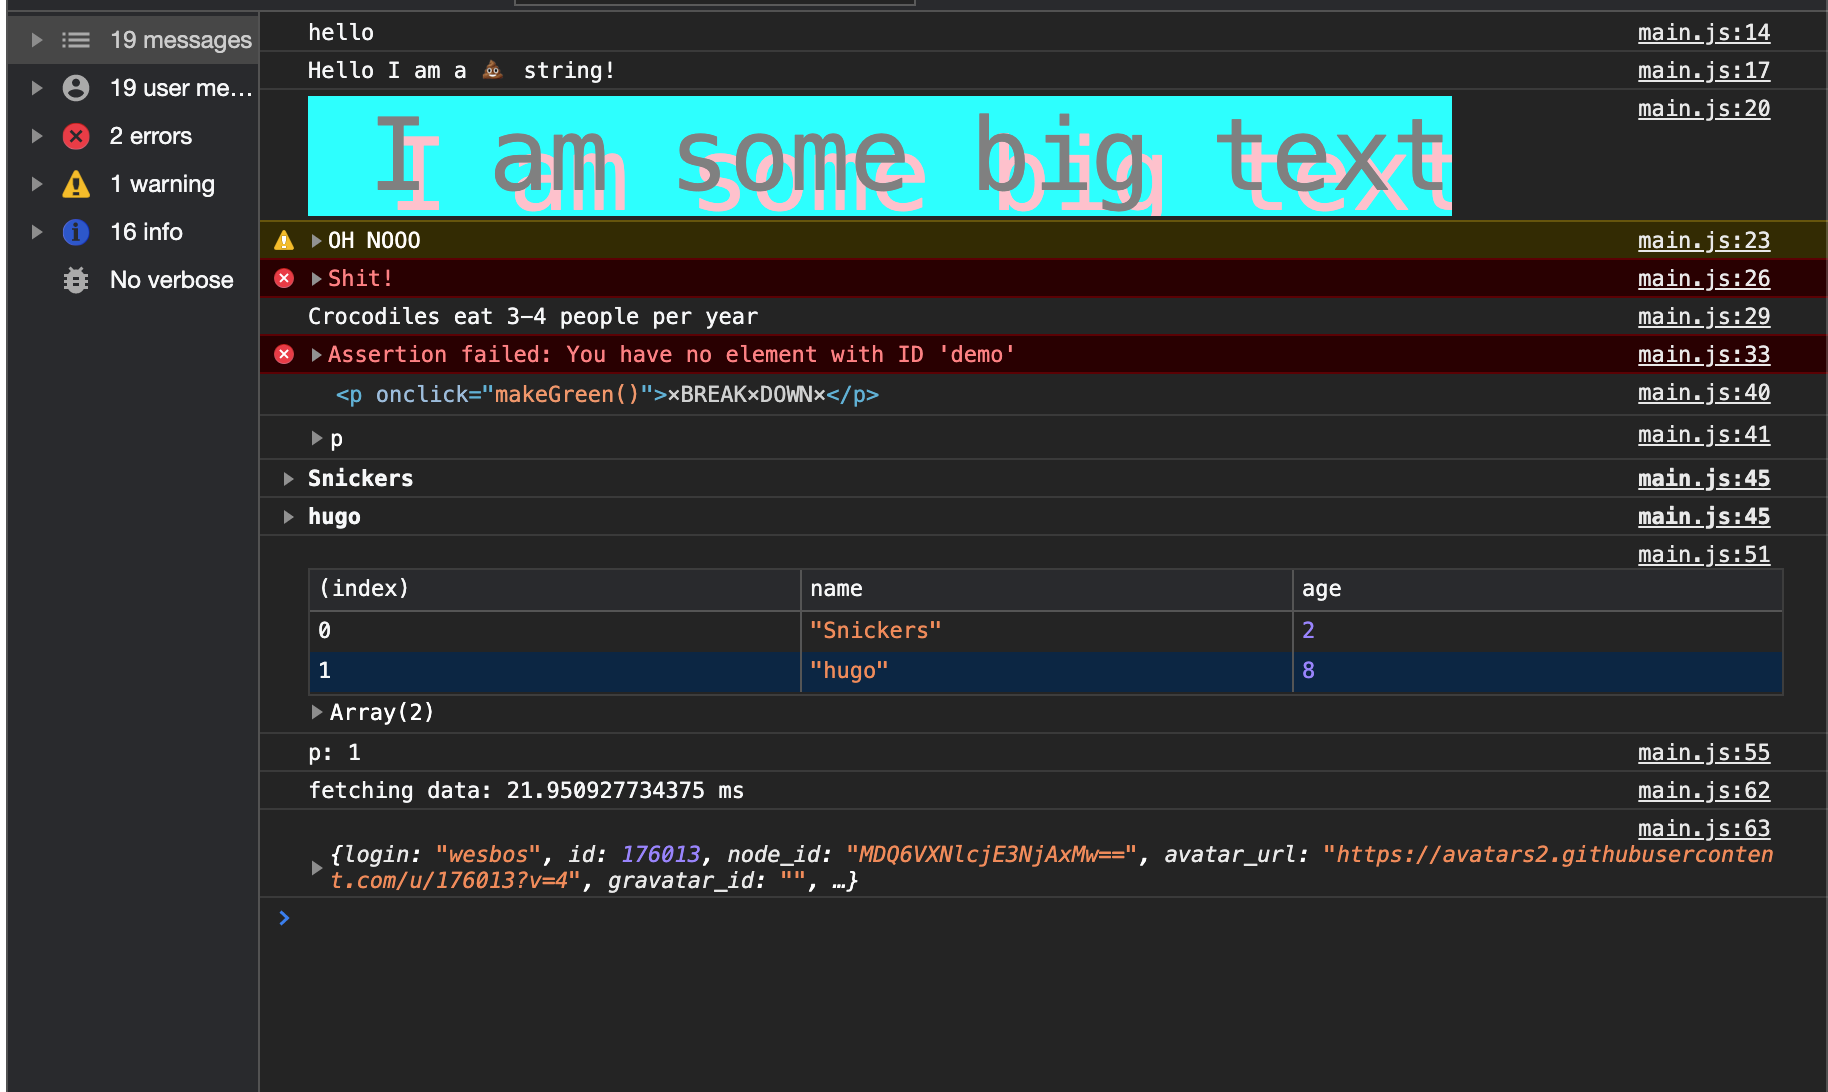 19 messages
19 user me...
2 errors
1 warning
16 info
No verbose
hello main.js:14
Hello I am a 💩 string! main.js:17
I am some big text main.js:20
OH NOOO main.js:23
Shit! main.js:26
Crocodiles eat 3–4 people per year main.js:29
Assertion failed: You have no element with ID 'demo' main.js:33
<p onclick="makeGreen()">×BREAK×DOWN×</p> main.js:40
p main.js:41
Snickers main.js:45
hugo main.js:45
main.js:51
(index) name age
0 "Snickers" 2
1 "hugo" 8
Array(2)
p: 1 main.js:55
fetching data: 21.950927734375 ms main.js:62
main.js:63
{login: "wesbos", id: 176013, node_id: "MDQ6VXNlcjE3NjAxMw==", avatar_url: "https://avatars2.githubuserconten
t.com/u/176013?v=4", gravatar_id: "", …}